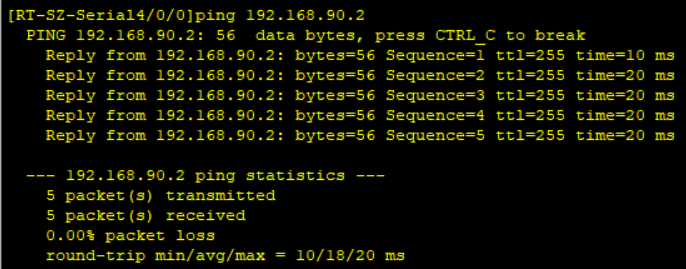 [RT-SZ-Serial4/0/0]ping 192.168.90.2
PING 192.168.90.2: 56  data bytes, press CTRL_C to break
Reply from 192.168.90.2: bytes=56 Sequence=1 ttl=255 time=10 ms
Reply from 192.168.90.2: bytes=56 Sequence=2 ttl=255 time=20 ms
Reply from 192.168.90.2: bytes=56 Sequence=3 ttl=255 time=20 ms
Reply from 192.168.90.2: bytes=56 Sequence=4 ttl=255 time=20 ms
Reply from 192.168.90.2: bytes=56 Sequence=5 ttl=255 time=20 ms
--- 192.168.90.2 ping statistics ---
5 packet(s) transmitted
5 packet(s) received
0.00% packet loss
round-trip min/avg/max = 10/18/20 ms